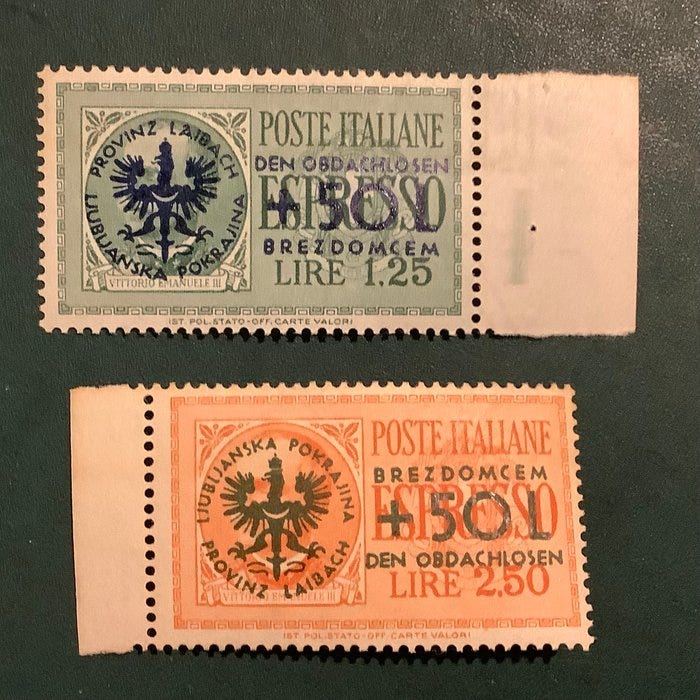 PROVINZ LAIBACH
LJUBLJANSKA POKRAJINA
VITTORIO EMANUELE III
POSTE ITALIANE
DEN OBDACHLOSEN
ESPRESSO
+50 L
BREZDOMCEM
LIRE 1.25
IST. POL. STATO-OFF. CARTE VALORI
LJUBLJANSKA POKRAJINA
PROVINZ LAIBACH
VITTORIO EMANUELE III
POSTE ITALIANE
BREZDOMCEM
ESPRESSO
+50 L
DEN OBDACHLOSEN
LIRE 2.50
IST. POL. STATO-OFF. CARTE VALORI